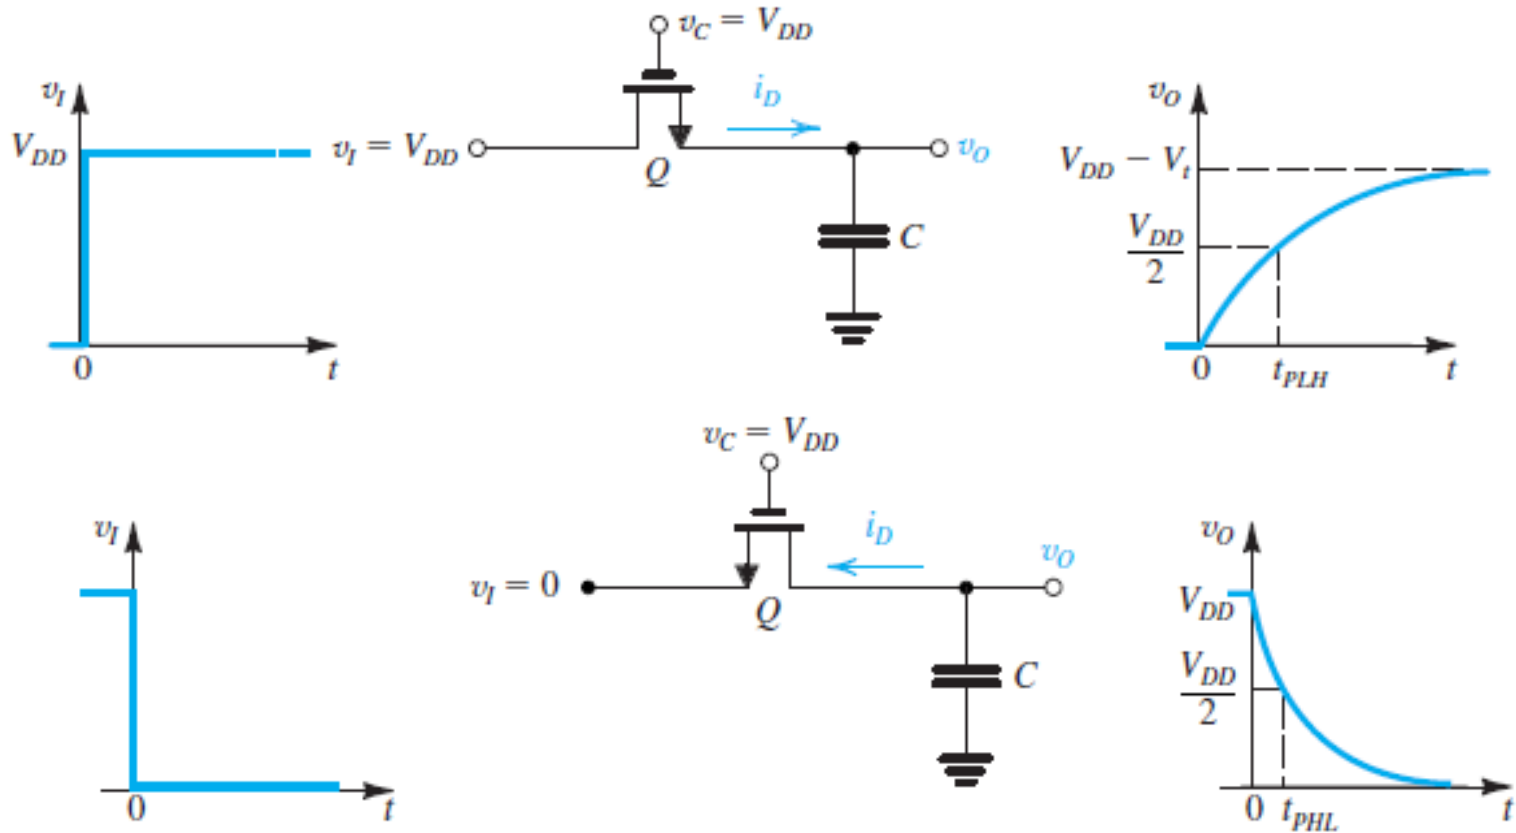 v_C = V_DD
v_I
i_D
v_O
V_DD
v_I = V_DD
v_O
V_DD − V_t
Q
V_DD
2
C
0
t
0
t_PLH
t
v_C = V_DD
v_I
i_D
v_O
v_O
v_I = 0
V_DD
Q
C
V_DD
2
0
t
0
t_PHL
t